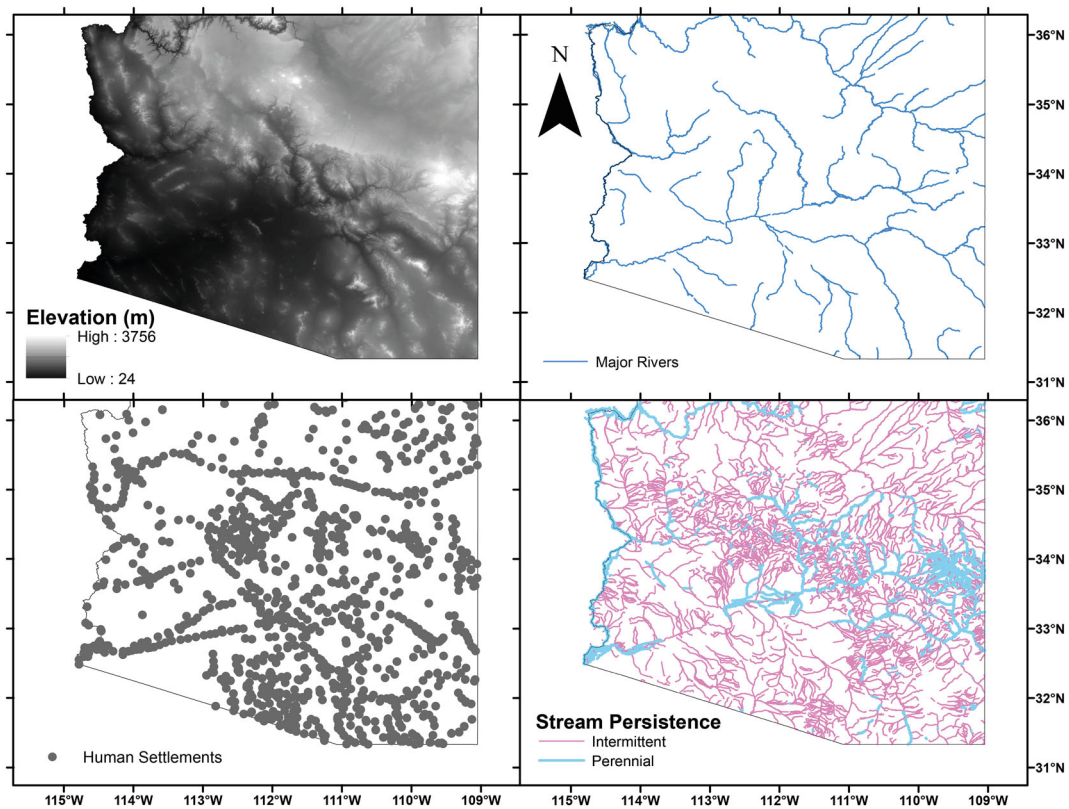 N
36°N
35°N
34°N
33°N
32°N
31°N
Elevation (m)
High : 3756
Low : 24
Major Rivers
36°N
35°N
34°N
33°N
32°N
31°N
Human Settlements
Stream Persistence
Intermittent
Perennial
115°W 114°W 113°W 112°W 111°W 110°W 109°W
115°W 114°W 113°W 112°W 111°W 110°W 109°W